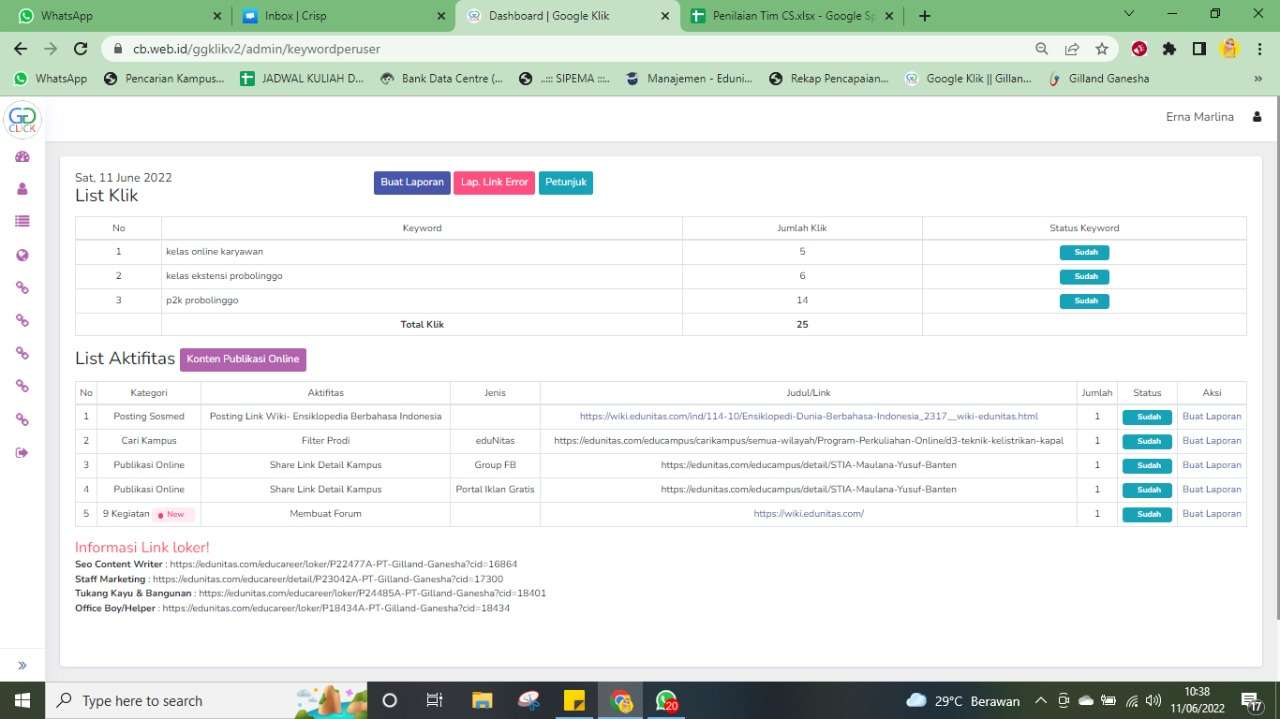 WhatsApp
Inbox | Crisp
Dashboard | Google Klik
Penilaian Tim CS.xlsx - Google Sp
cb.web.id/ggklikv2/admin/keywordperuser
WhatsApp
Pencarian Kampus...
JADWAL KULIAH D...
Bank Data Centre (...
..::: SIPEMA :::..
Manajemen - Eduni...
Rekap Pencapaian...
Google Klik || Gillan...
Gilland Ganesha
GG
CLICK
Erna Marlina
Sat, 11 June 2022
List Klik
Buat Laporan Lap. Link Error Petunjuk
No Keyword Jumlah Klik Status Keyword
1 kelas online karyawan 5 Sudah
2 kelas ekstensi probolinggo 6 Sudah
3 p2k probolinggo 14 Sudah
Total Klik 25
List Aktifitas Konten Publikasi Online
No Kategori Aktifitas Jenis Judul/Link Jumlah Status Aksi
1 Posting Sosmed Posting Link Wiki- Ensiklopedia Berbahasa Indonesia https://wiki.edunitas.com/ind/114-10/Ensiklopedi-Dunia-Berbahasa-Indonesia_2317__wiki-edunitas.html 1 Sudah Buat Laporan
2 Cari Kampus Filter Prodi eduNitas https://edunitas.com/educampus/carikampus/semua-wilayah/Program-Perkuliahan-Online/d3-teknik-kelistrikan-kapal 1 Sudah Buat Laporan
3 Publikasi Online Share Link Detail Kampus Group FB https://edunitas.com/educampus/detail/STIA-Maulana-Yusuf-Banten 1 Sudah Buat Laporan
4 Publikasi Online Share Link Detail Kampus Portal Iklan Gratis https://edunitas.com/educampus/detail/STIA-Maulana-Yusuf-Banten 1 Sudah Buat Laporan
5 9 Kegiatan New Membuat Forum https://wiki.edunitas.com/ 1 Sudah Buat Laporan
Informasi Link loker!
Seo Content Writer : https://edunitas.com/educareer/loker/P22477A-PT-Gilland-Ganesha?cid=16864
Staff Marketing : https://edunitas.com/educareer/detail/P23042A-PT-Gilland-Ganesha?cid=17300
Tukang Kayu & Bangunan : https://edunitas.com/educareer/loker/P24485A-PT-Gilland-Ganesha?cid=18401
Office Boy/Helper : https://edunitas.com/educareer/loker/P18434A-PT-Gilland-Ganesha?cid=18434
Type here to search
20
29°C Berawan
10:38
11/06/2022
17